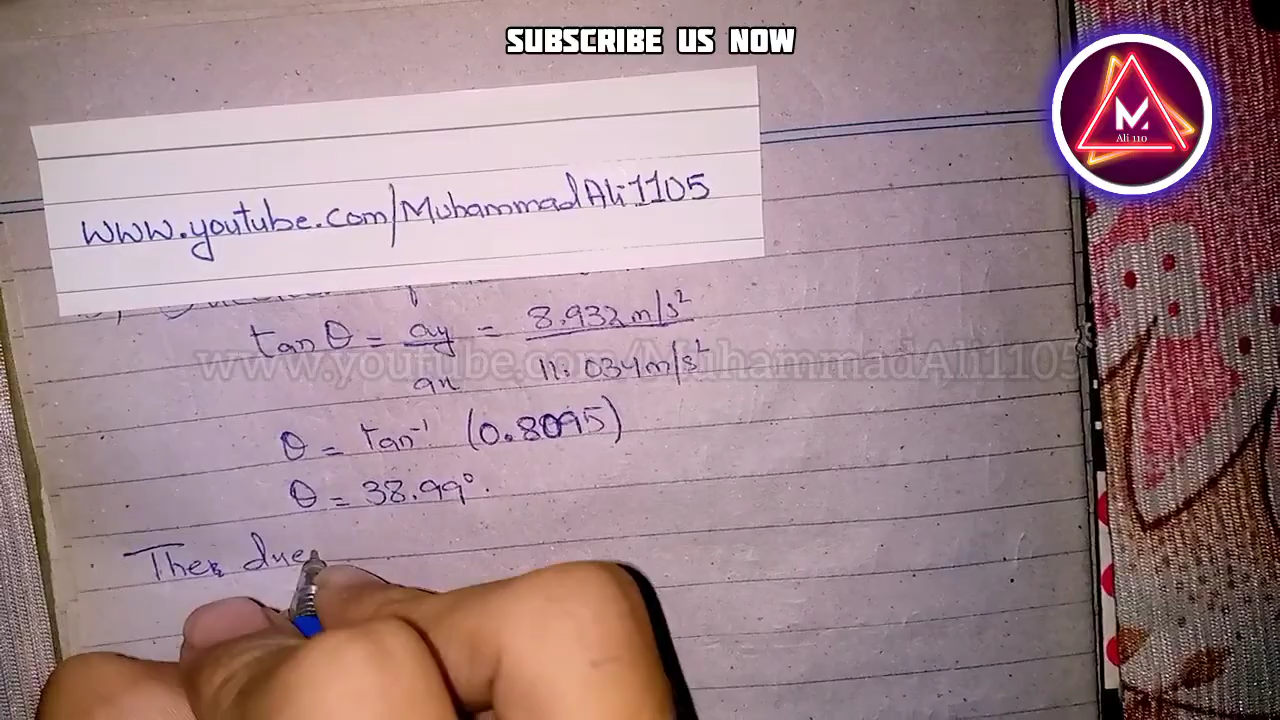 SUBSCRIBE US NOW
M
Ali 110
www.youtube.com/MuhammadAli1105
tanθ = ay/ax = 8.932 m/s² / 11.034 m/s²
www.youtube.com/MuhammadAli1105
θ = tan⁻¹ (0.8095)
θ = 38.99°.
Then due